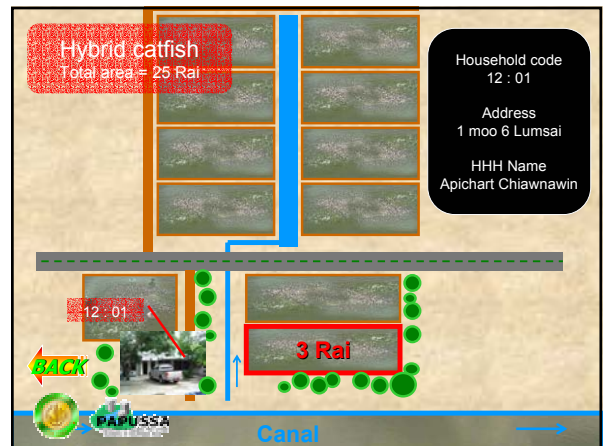 Hybrid catfish
Total area = 25 Rai
Household code
12 : 01
Address
1 moo 6 Lumsai
HHH Name
Apichart Chiawnawin
12 : 01
3 Rai
BACK
PAPUSSA
Canal